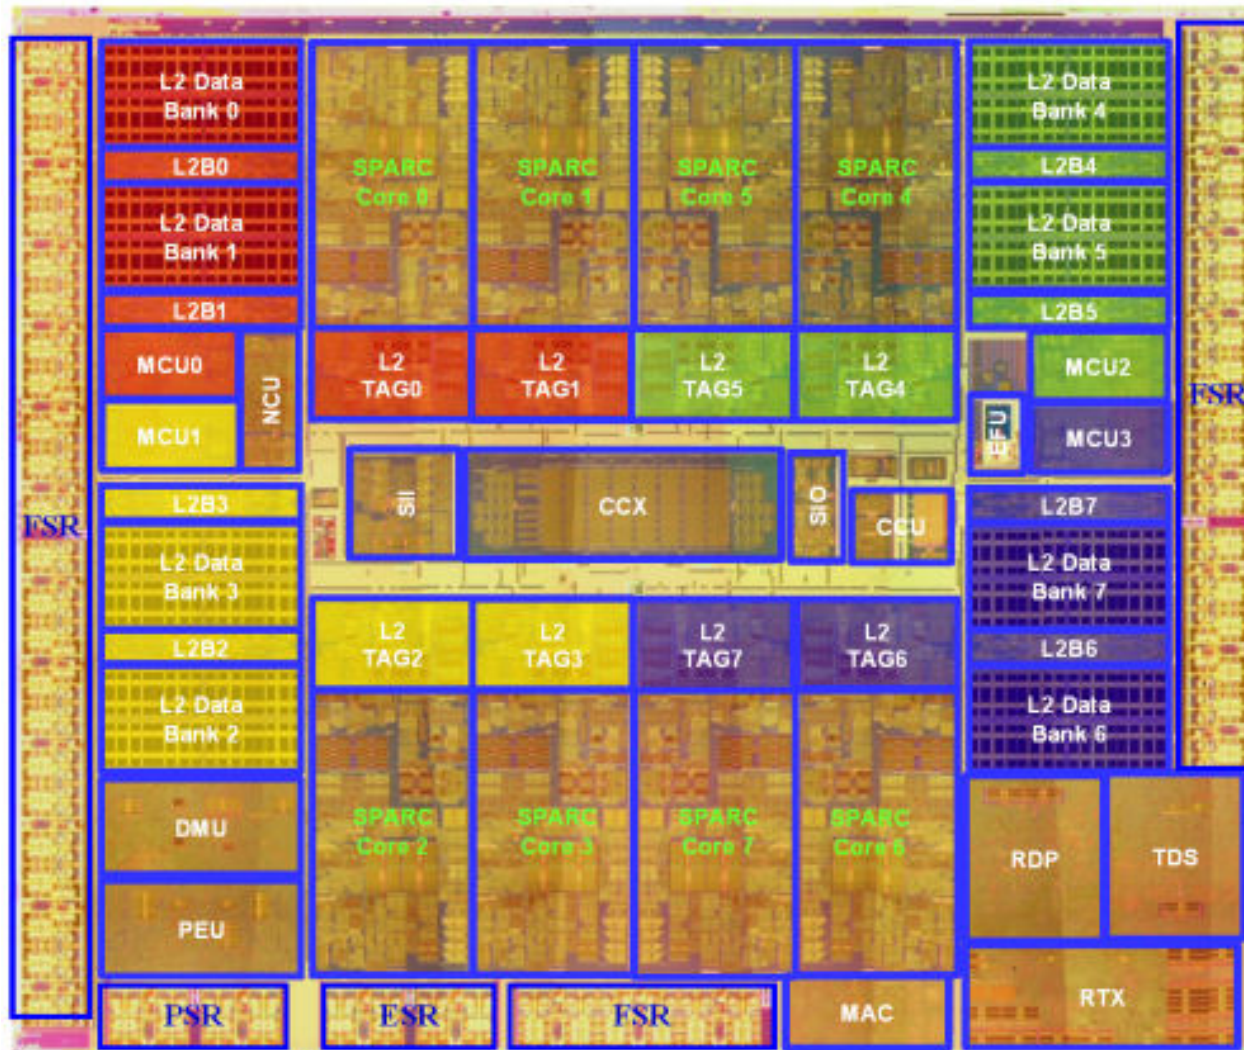 L2 Data
Bank 0
L2B0
L2 Data
Bank 1
L2B1
MCU0
MCU1
NCU
SPARC
Core 0
SPARC
Core 1
SPARC
Core 5
SPARC
Core 4
L2
TAG0
L2
TAG1
L2
TAG5
L2
TAG4
L2 Data
Bank 4
L2B4
L2 Data
Bank 5
L2B5
MCU2
EFU
MCU3
FSR
FSR
SII
CCX
SIO
CCU
L2B3
L2 Data
Bank 3
L2B2
L2 Data
Bank 2
DMU
PEU
L2
TAG2
L2
TAG3
L2
TAG7
L2
TAG6
SPARC
Core 2
SPARC
Core 3
SPARC
Core 7
SPARC
Core 6
L2B7
L2 Data
Bank 7
L2B6
L2 Data
Bank 6
RDP
TDS
RTX
PSR
ESR
FSR
MAC